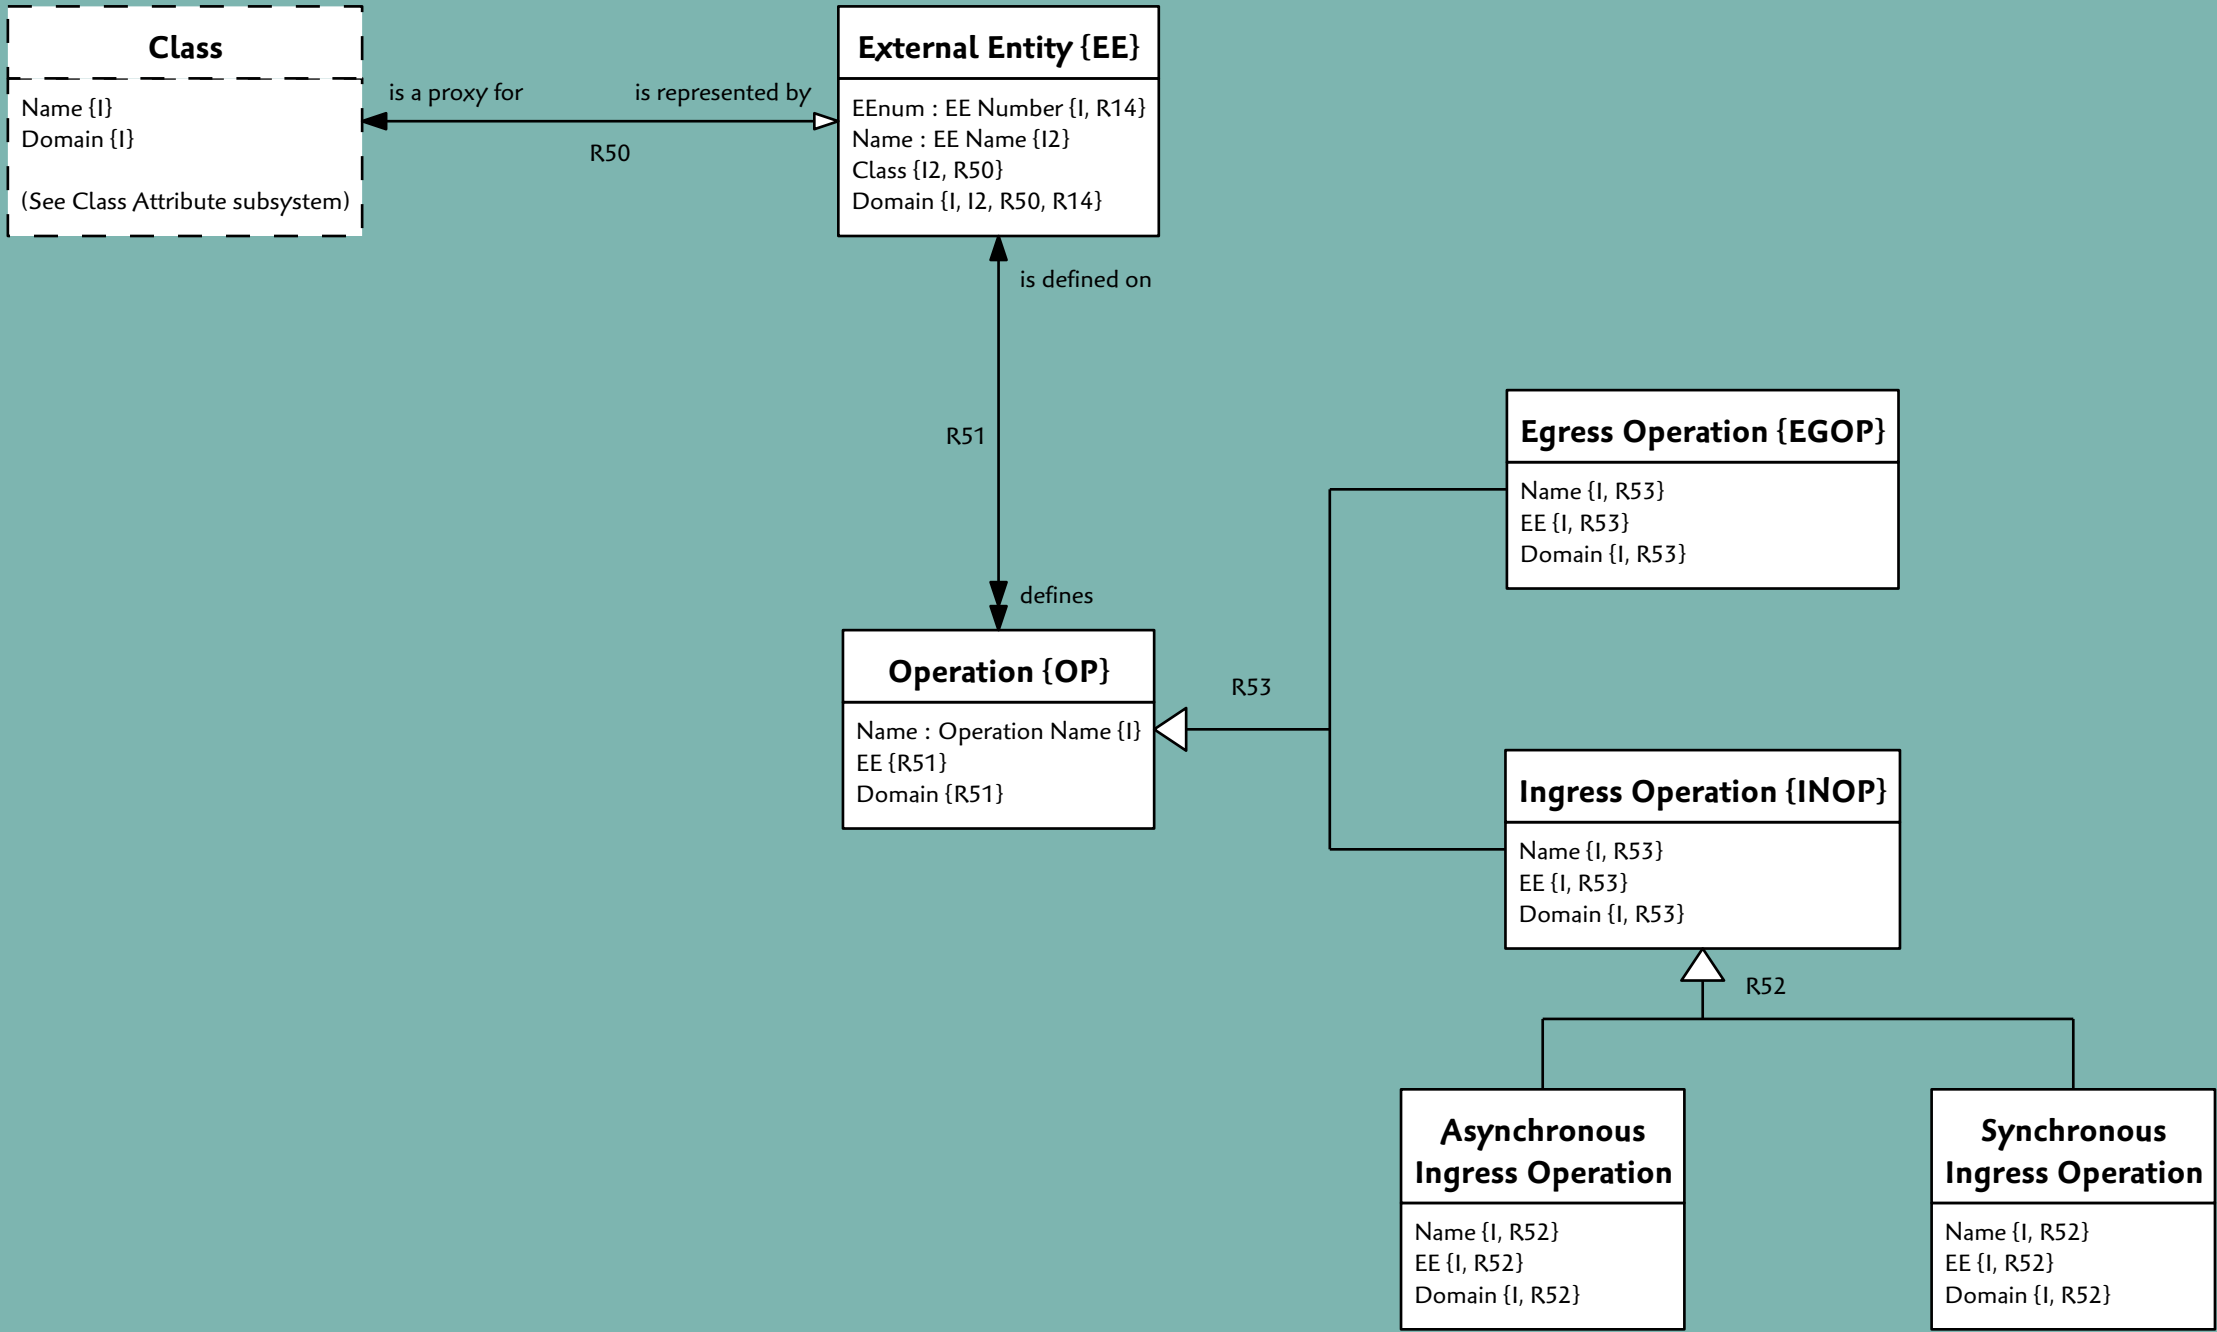 Class
Name {I}
Domain {I}
(See Class Attribute subsystem)
is a proxy for
is represented by
R50
External Entity {EE}
EEnum : EE Number {I, R14}
Name : EE Name {I2}
Class {I2, R50}
Domain {I, I2, R50, R14}
is defined on
R51
defines
Operation {OP}
Name : Operation Name {I}
EE {R51}
Domain {R51}
R53
Egress Operation {EGOP}
Name {I, R53}
EE {I, R53}
Domain {I, R53}
Ingress Operation {INOP}
Name {I, R53}
EE {I, R53}
Domain {I, R53}
R52
Asynchronous
Ingress Operation
Name {I, R52}
EE {I, R52}
Domain {I, R52}
Synchronous
Ingress Operation
Name {I, R52}
EE {I, R52}
Domain {I, R52}